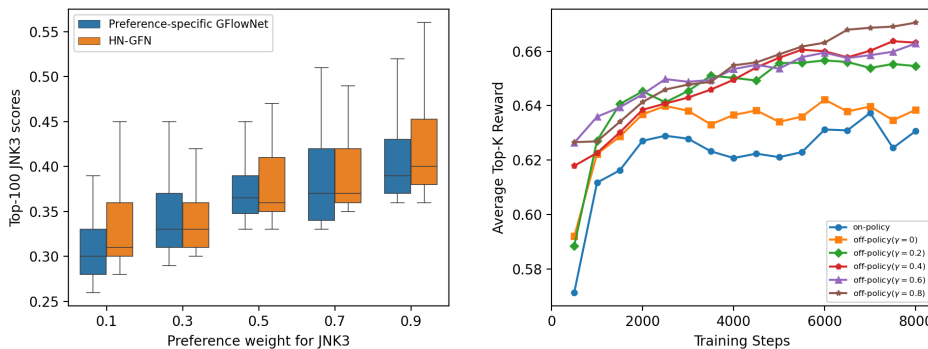 Preference-specific GFlowNet
HN-GFN
Top-100 JNK3 scores
0.55
0.50
0.45
0.40
0.35
0.30
0.25
0.1 0.3 0.5 0.7 0.9
Preference weight for JNK3
Average Top-K Reward
0.66
0.64
0.62
0.60
0.58
on-policy
off-policy(γ = 0)
off-policy(γ = 0.2)
off-policy(γ = 0.4)
off-policy(γ = 0.6)
off-policy(γ = 0.8)
0 2000 4000 6000 8000
Training Steps